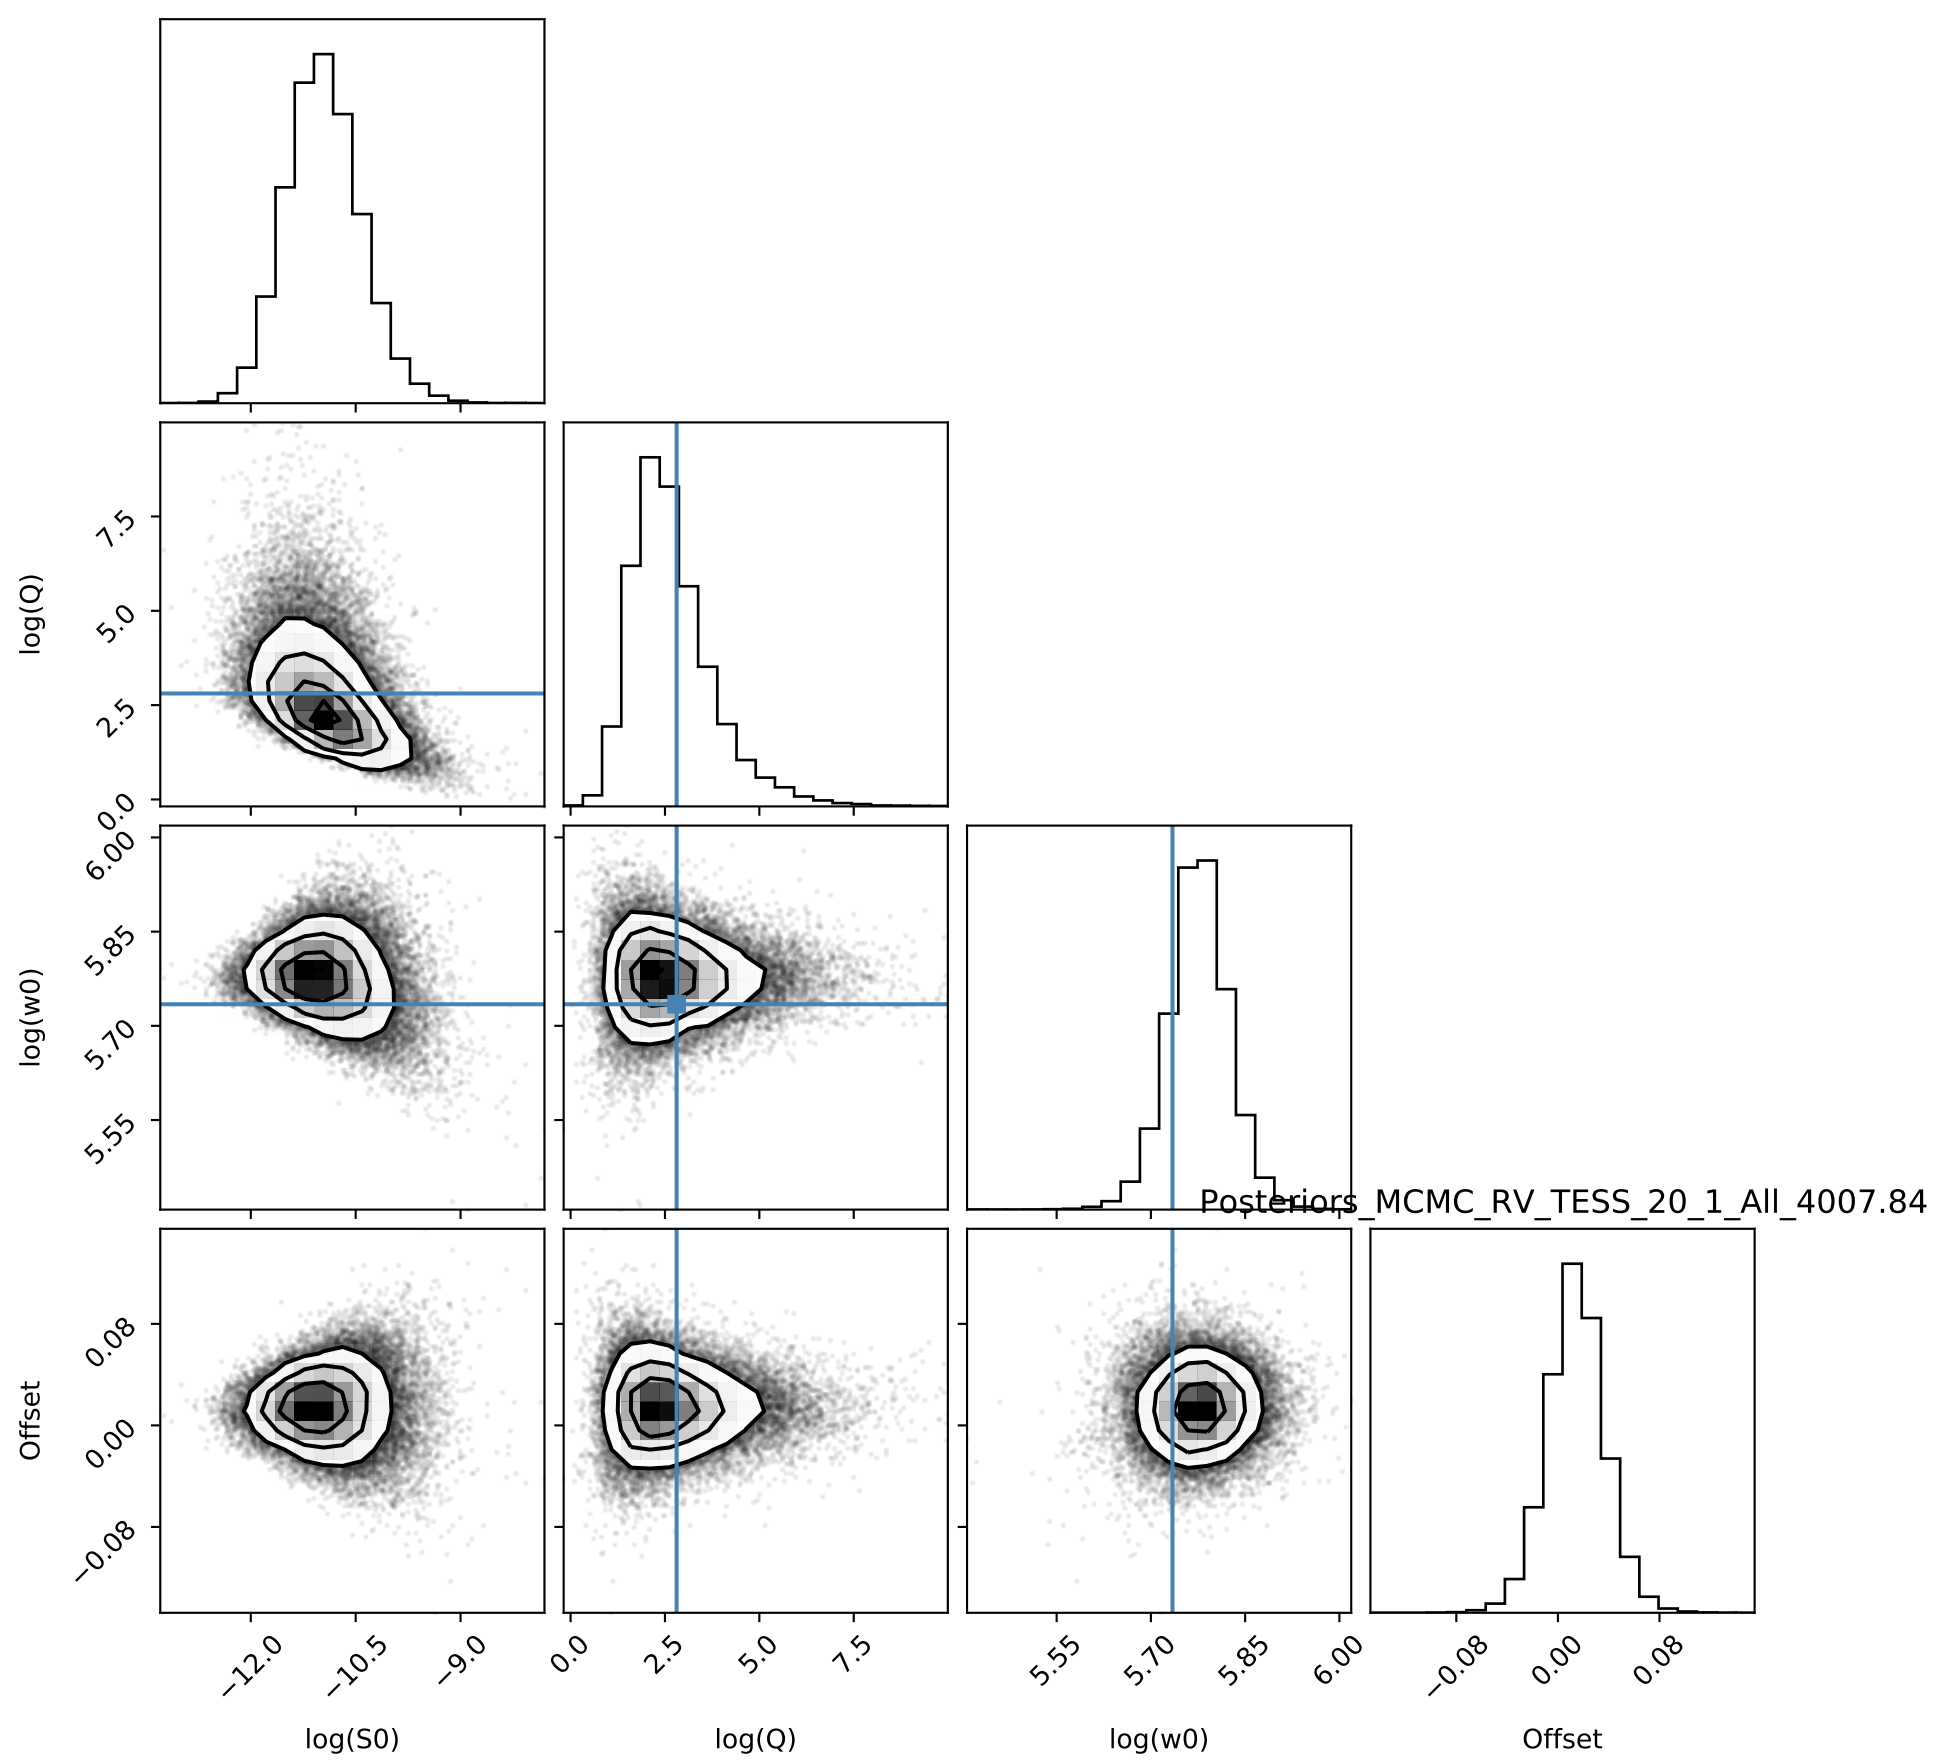 7.5
5.0
2.5
0.0
log(Q)
6.00
5.85
5.70
5.55
log(w0)
Posteriors_MCMC_RV_TESS_20_1_All_4007.84
0.08
0.00
−0.08
Offset
−12.0 −10.5 −9.0
0.0 2.5 5.0 7.5
5.55 5.70 5.85 6.00
−0.08 0.00 0.08
log(S0) log(Q) log(w0) Offset